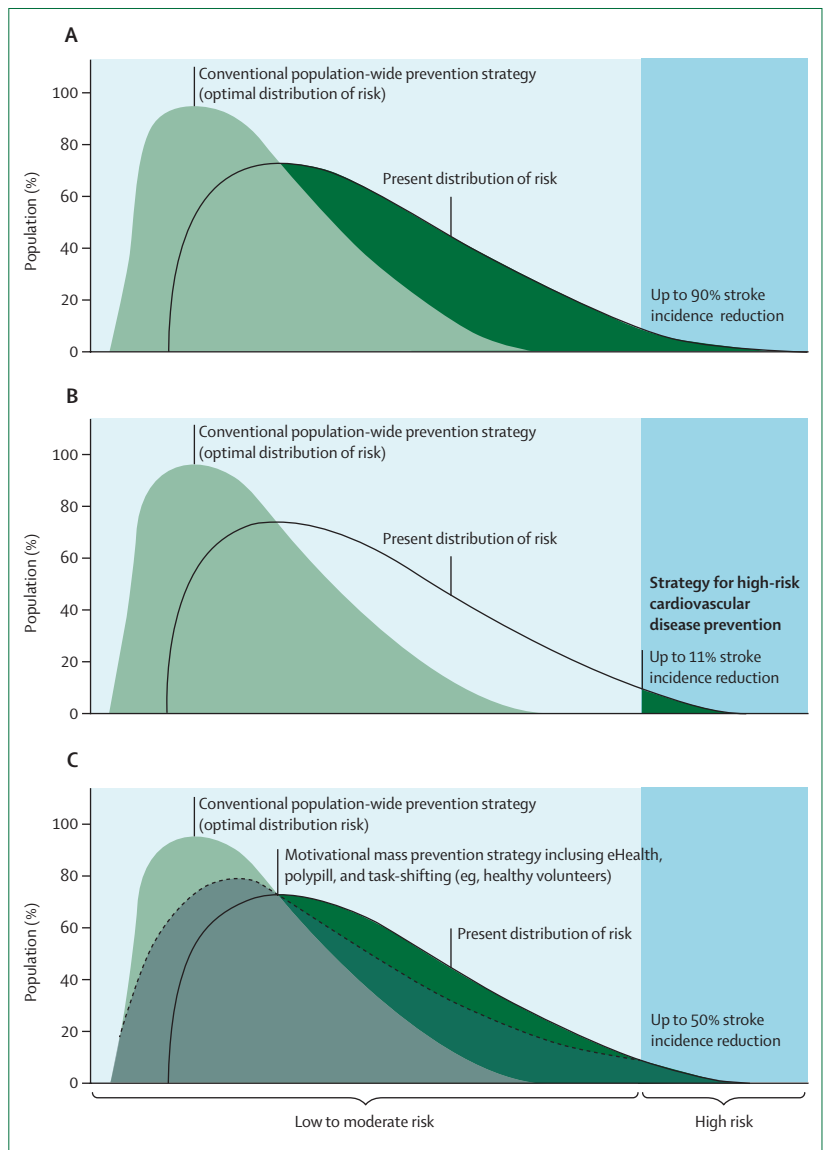 A
Conventional population-wide prevention strategy
(optimal distribution of risk)
Present distribution of risk
Up to 90% stroke
incidence reduction
Population (%)
100
80
60
40
20
0
B
Conventional population-wide prevention strategy
(optimal distribution of risk)
Present distribution of risk
Strategy for high-risk
cardiovascular
disease prevention
Up to 11% stroke
incidence reduction
Population (%)
100
80
60
40
20
0
C
Conventional population-wide prevention strategy
(optimal distribution risk)
Motivational mass prevention strategy inclusing eHealth,
polypill, and task-shifting (eg, healthy volunteers)
Present distribution of risk
Up to 50% stroke
incidence reduction
Population (%)
100
80
60
40
20
0
Low to moderate risk
High risk